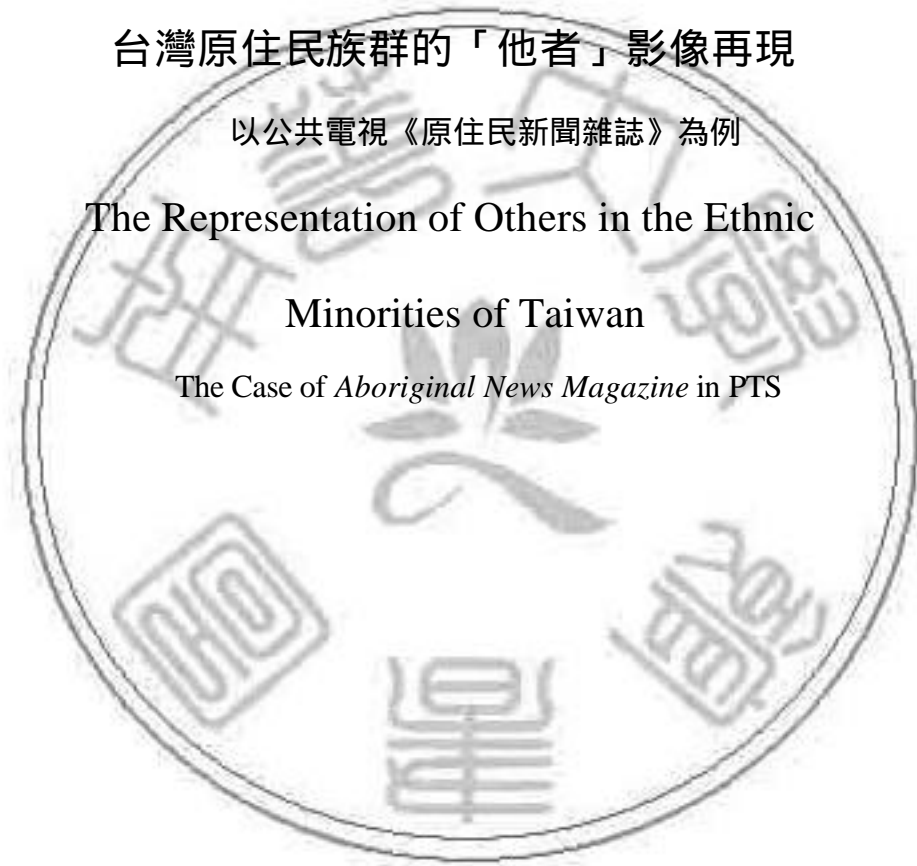 台灣原住民族群的「他者」影像再現
以公共電視《原住民新聞雜誌》為例
The Representation of Others in the Ethnic
Minorities of Taiwan
The Case of Aboriginal News Magazine in PTS